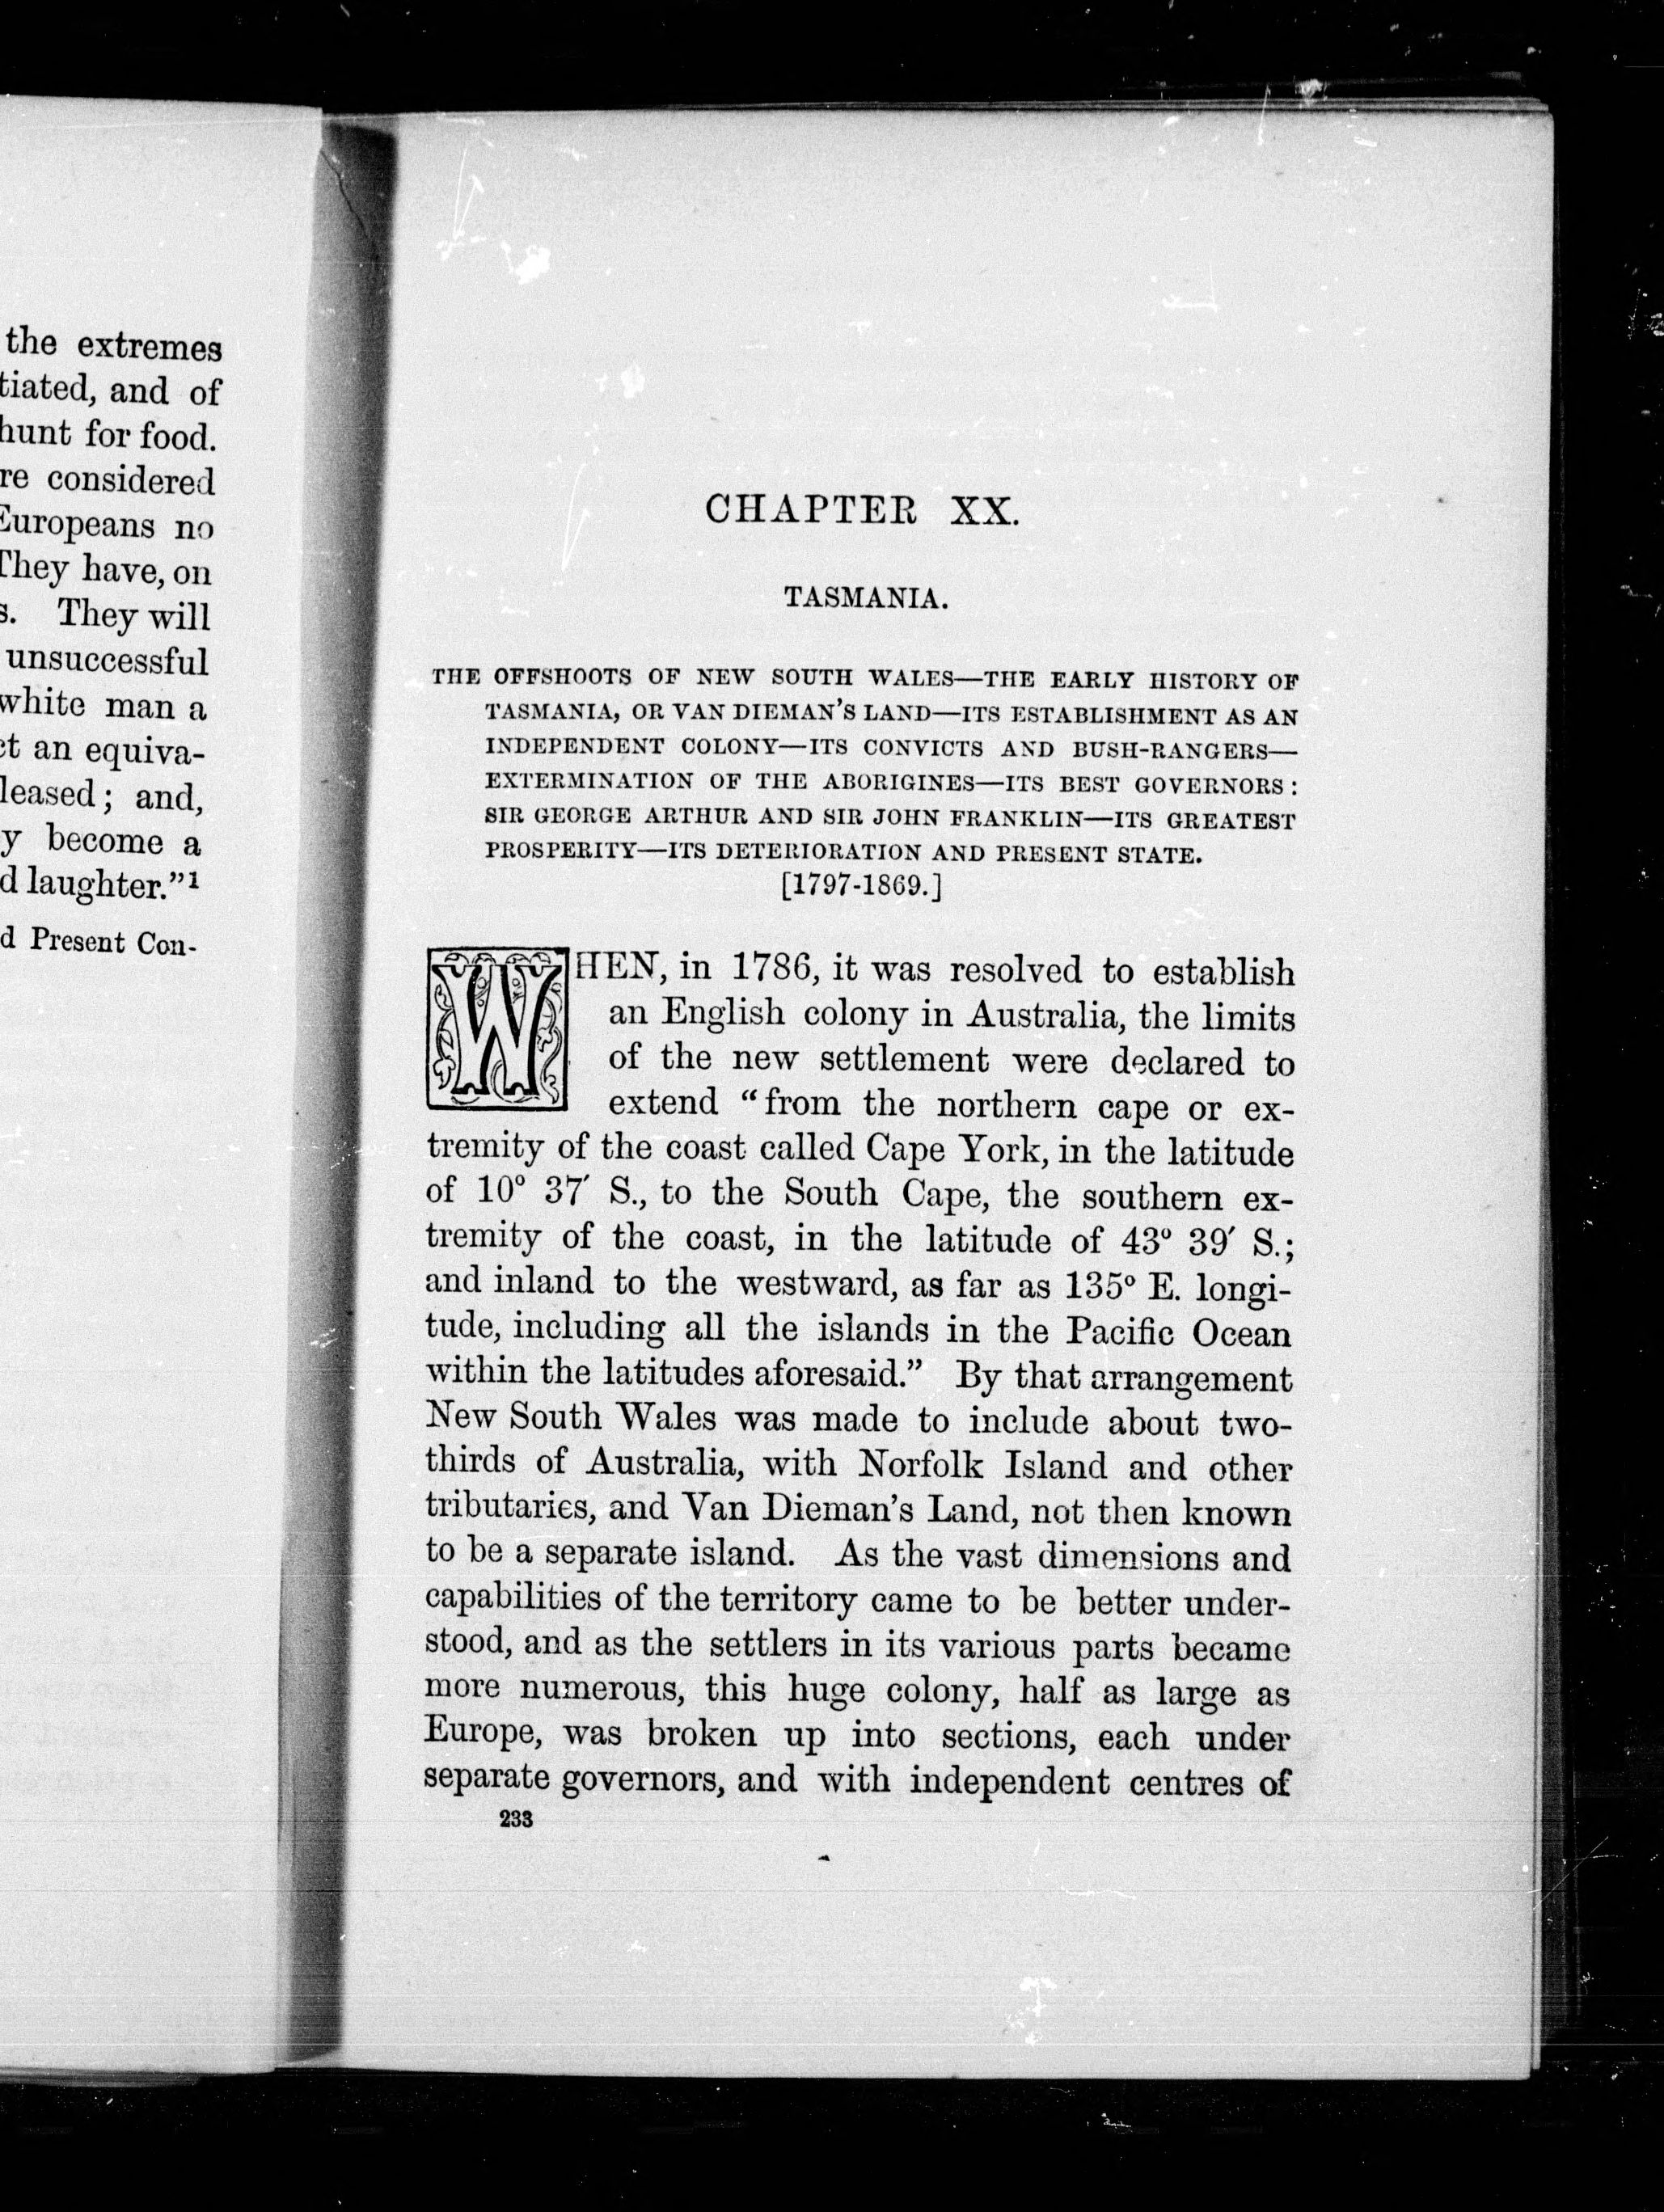 the extremes
tiated, and of
hunt for food.
re considered
Europeans no
They have, on
s. They will
unsuccessful
white man a
ct an equiva-
leased; and,
y become a
d laughter."1
d Present Con-
CHAPTER XX.
TASMANIA.
THE OFFSHOOTS OF NEW SOUTH WALES—THE EARLY HISTORY OF
TASMANIA, OR VAN DIEMAN'S LAND—ITS ESTABLISHMENT AS AN
INDEPENDENT COLONY—ITS CONVICTS AND BUSH-RANGERS—
EXTERMINATION OF THE ABORIGINES—ITS BEST GOVERNORS:
SIR GEORGE ARTHUR AND SIR JOHN FRANKLIN—ITS GREATEST
PROSPERITY—ITS DETERIORATION AND PRESENT STATE.
[1797-1869.]
WHEN, in 1786, it was resolved to establish
an English colony in Australia, the limits
of the new settlement were declared to
extend "from the northern cape or ex-
tremity of the coast called Cape York, in the latitude
of 10° 37′ S., to the South Cape, the southern ex-
tremity of the coast, in the latitude of 43° 39′ S.;
and inland to the westward, as far as 135° E. longi-
tude, including all the islands in the Pacific Ocean
within the latitudes aforesaid." By that arrangement
New South Wales was made to include about two-
thirds of Australia, with Norfolk Island and other
tributaries, and Van Dieman's Land, not then known
to be a separate island. As the vast dimensions and
capabilities of the territory came to be better under-
stood, and as the settlers in its various parts became
more numerous, this huge colony, half as large as
Europe, was broken up into sections, each under
separate governors, and with independent centres of
233